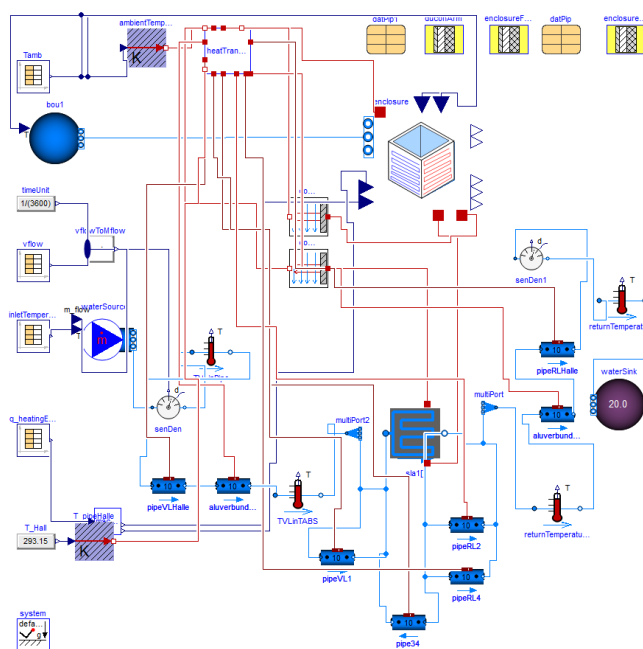 ambientTemp...
datPip1
enclosureF...
datPip
enclosure...
Tamb
K
heatTran...
bou1
T
enclosure
timeUnit
1/(3600)
vflowToMflow
vflow
d
senDen1
T
inletTemper...
m_flow
waterSource
T
ṁ
returnTemperat...
10
pipeRLHalle
waterSink
20.0
T
d
senDen
multiPort
10
aluverbund...
q_heatingE...
multiPort2
sla1[
10
pipeVLHalle
10
aluverbund...
T
TVLinTABS
T
returnTemperatu...
T_Hall
293.15
T_pipeHalle
K
10
pipeRL2
10
pipeVL1
10
pipeRL4
system
defa...
g
10
pipe34